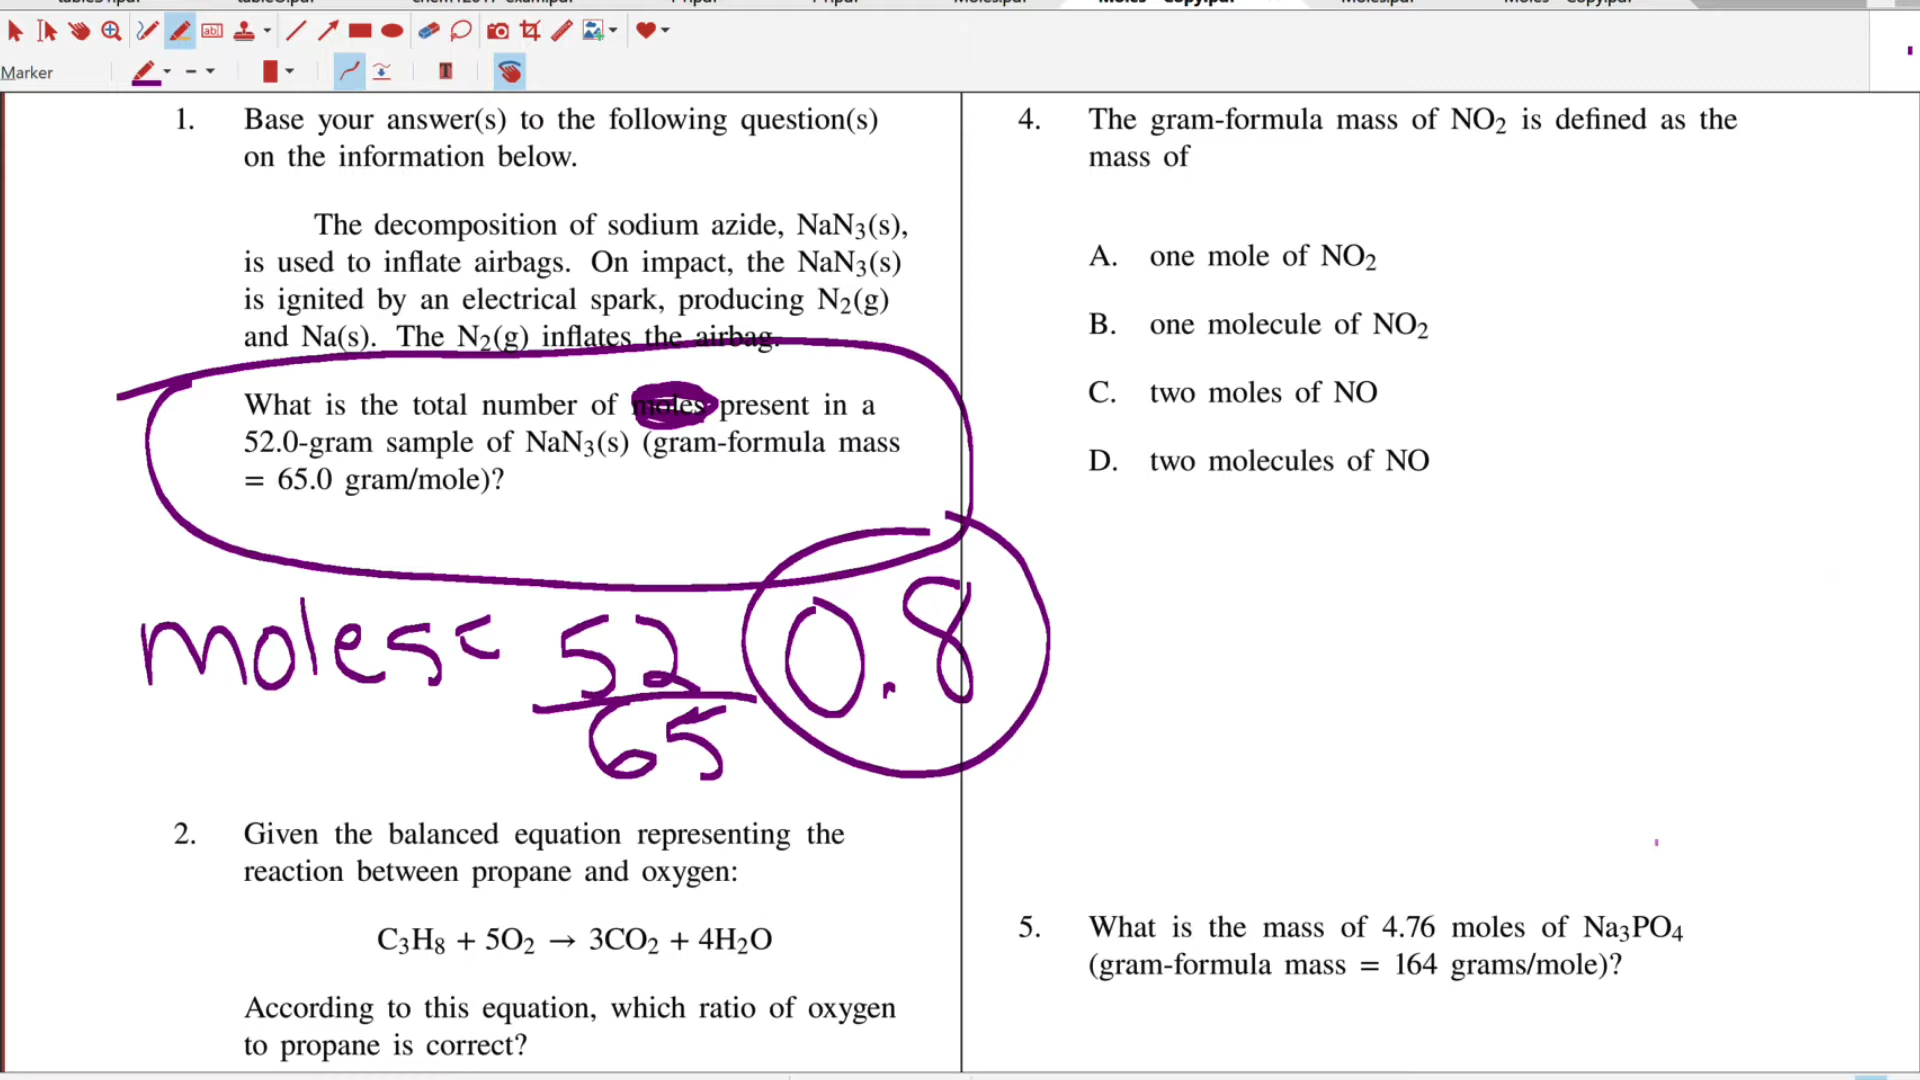 Marker
1. Base your answer(s) to the following question(s)
on the information below.
The decomposition of sodium azide, NaN3(s),
is used to inflate airbags. On impact, the NaN3(s)
is ignited by an electrical spark, producing N2(g)
and Na(s). The N2(g) inflates the airbag.
What is the total number of moles present in a
52.0-gram sample of NaN3(s) (gram-formula mass
= 65.0 gram/mole)?
moles=
52
65
0.8
2. Given the balanced equation representing the
reaction between propane and oxygen:
C3H8 + 5O2 → 3CO2 + 4H2O
According to this equation, which ratio of oxygen
to propane is correct?
4. The gram-formula mass of NO2 is defined as the
mass of
A. one mole of NO2
B. one molecule of NO2
C. two moles of NO
D. two molecules of NO
5. What is the mass of 4.76 moles of Na3PO4
(gram-formula mass = 164 grams/mole)?